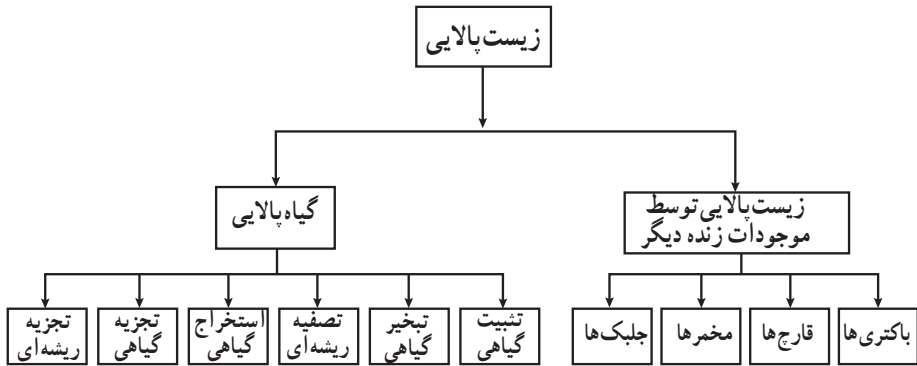 زیست‌پالایی
زیست‌پالایی توسط
موجودات زنده دیگر
گیاه‌پالایی
باکتری‌ها
قارچ‌ها
مخمرها
جلبک‌ها
تثبیت
گیاهی
تبخیر
گیاهی
تصفیه
ریشه‌ای
استخراج
گیاهی
تجزیه
گیاهی
تجزیه
ریشه‌ای